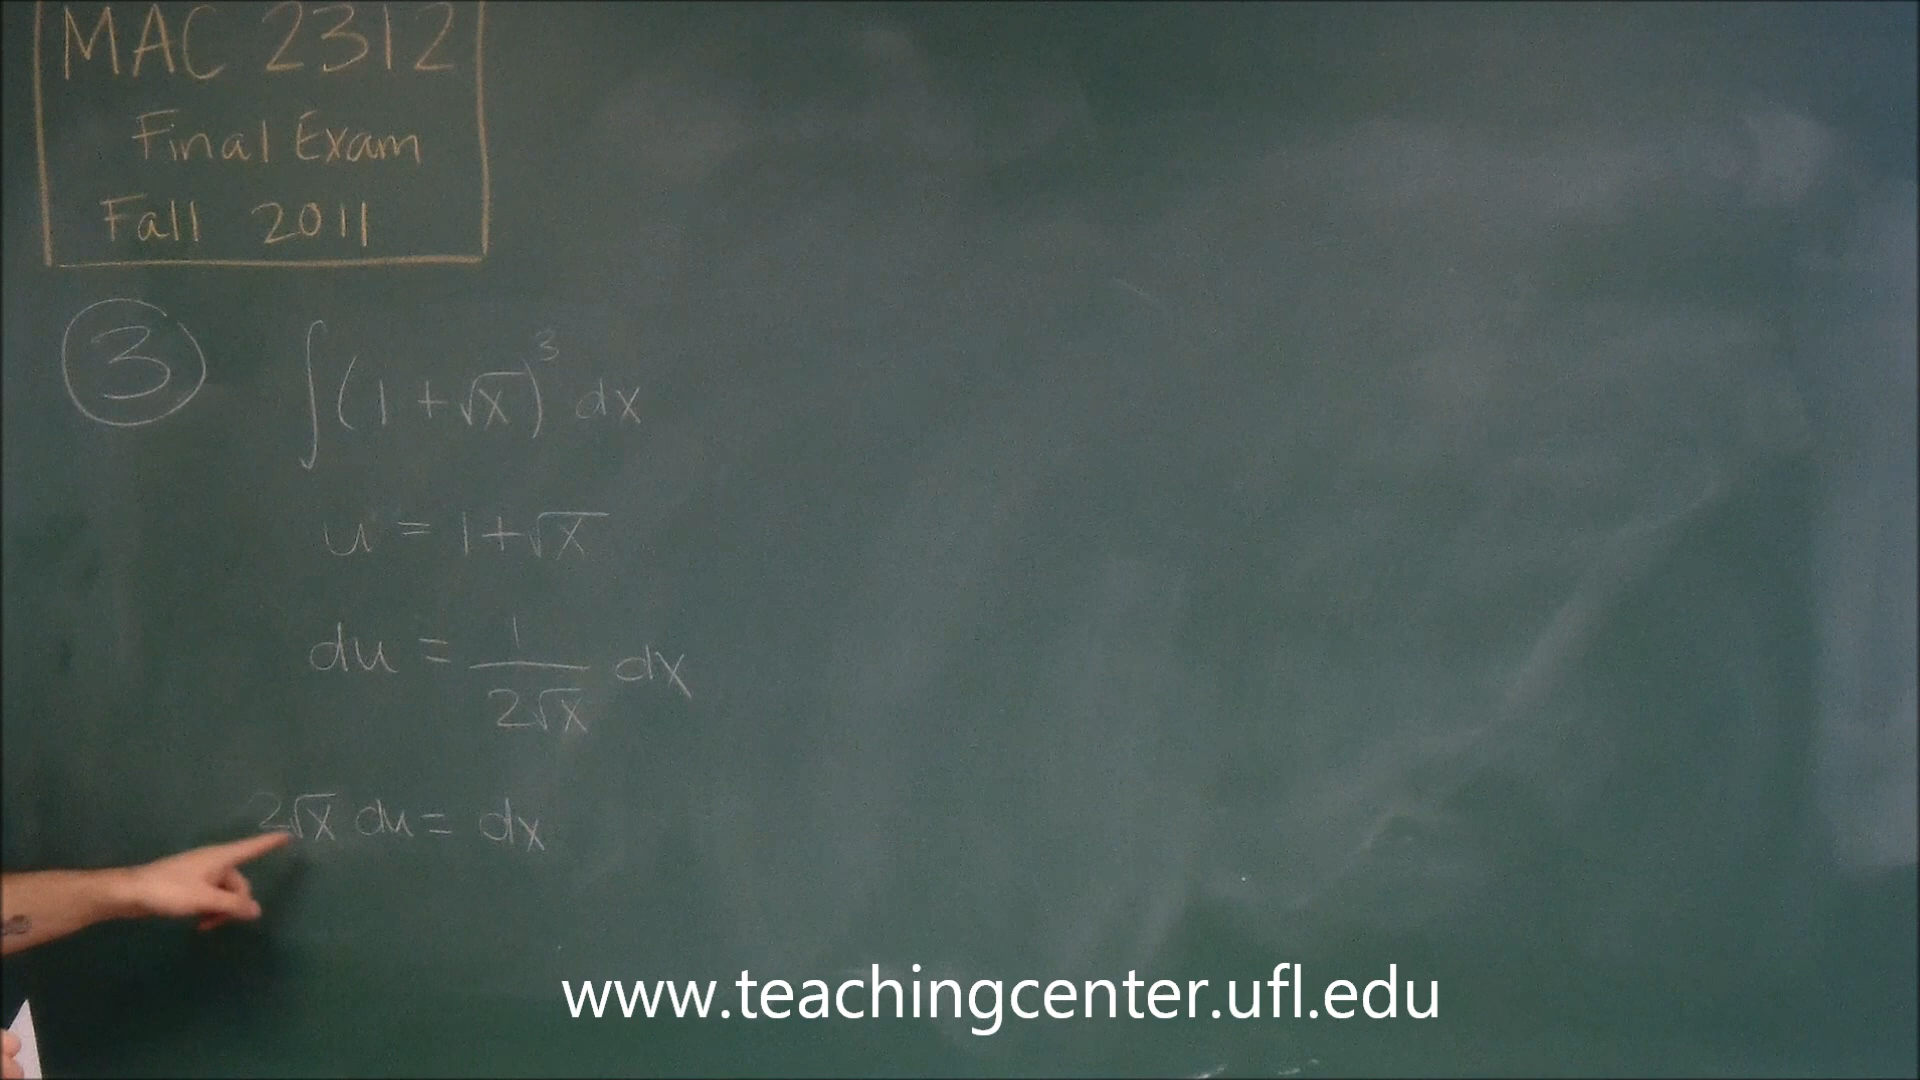 MAC 2312
Final Exam
Fall 2011
3
∫(1+√x)³ dx
u = 1+√x
du = 1/(2√x) dx
2√x du = dx
www.teachingcenter.ufl.edu